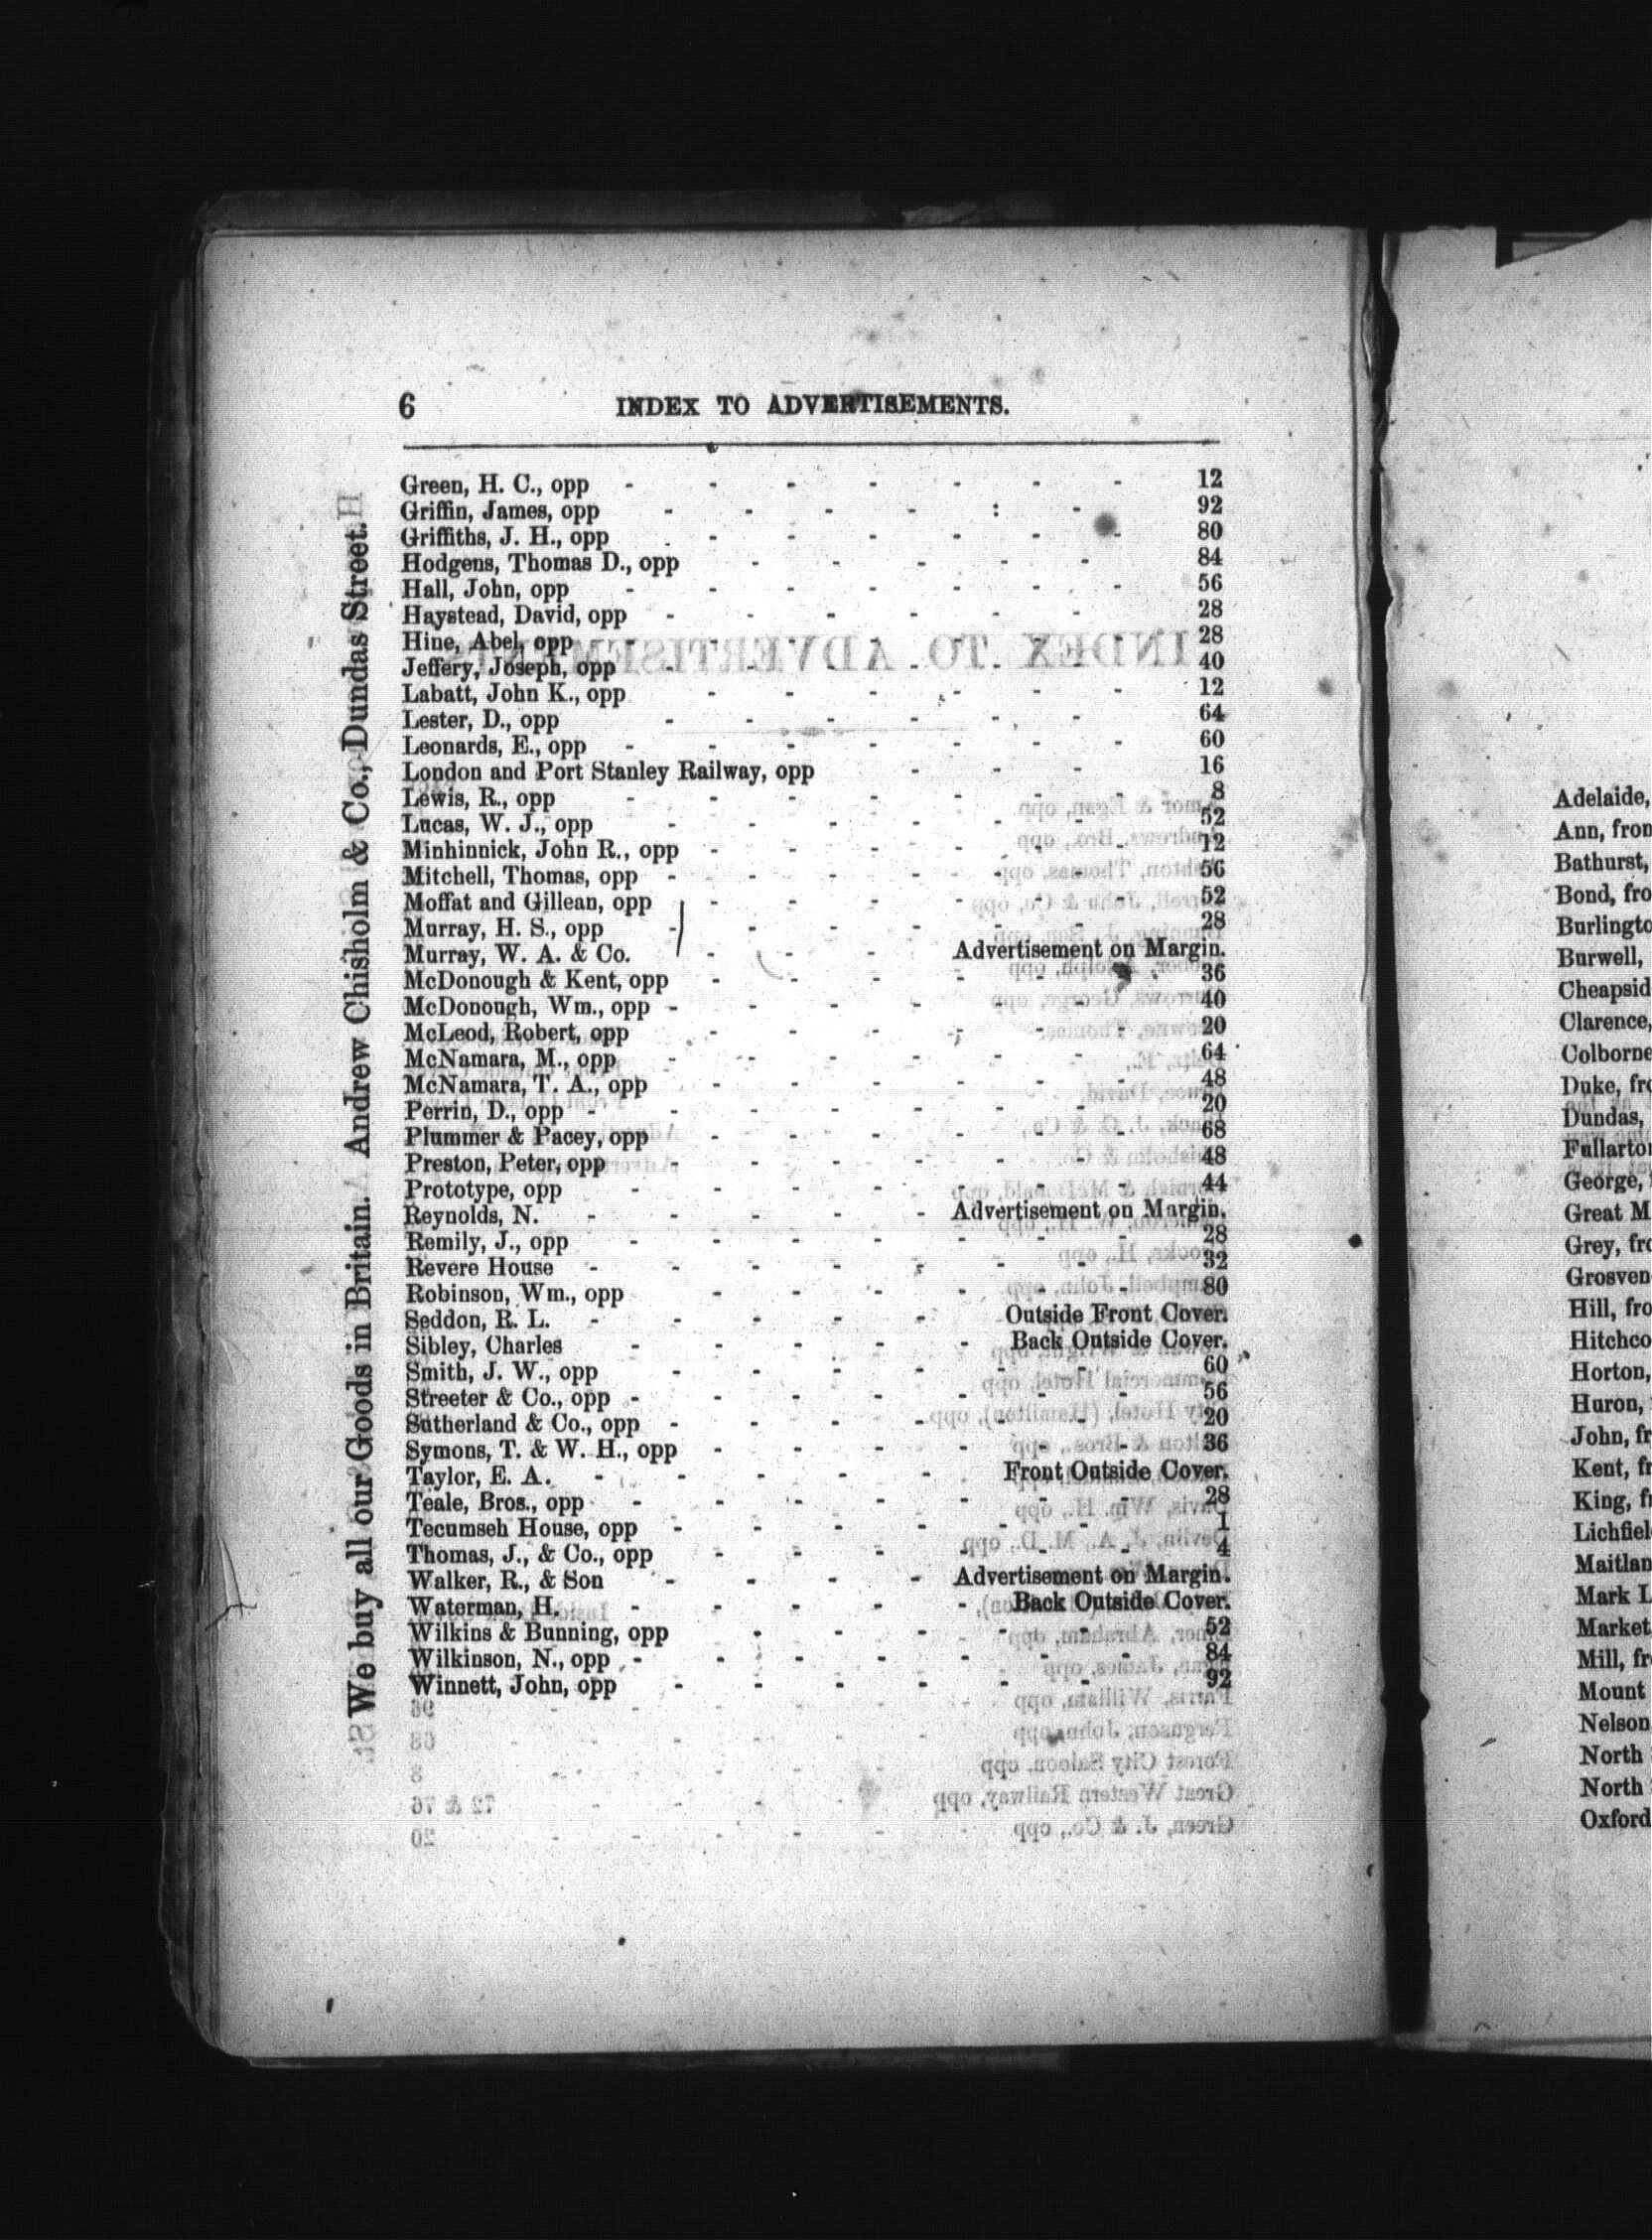 6 INDEX TO ADVERTISEMENTS.
Green, H. C., opp - - - - - - - 12
Griffin, James, opp - - - - : - 92
Griffiths, J. H., opp - - - - - - - 80
Hodgens, Thomas D., opp - - - - - 84
Hall, John, opp - - - - - - - 56
Haystead, David, opp - - - - - - 28
Hine, Abel, opp - - - - - - - 28
Jeffery, Joseph, opp - - - - - - 40
Labatt, John K., opp - - - - - - 12
Lester, D., opp - - - - - - 64
Leonards, E., opp - - - - - - - 60
London and Port Stanley Railway, opp - - - 16
Lewis, R., opp - - - - - - - 8
Lucas, W. J., opp - - - - - - 52
Minhinnick, John R., opp - - - - - - 12
Mitchell, Thomas, opp - - - - - - 56
Moffat and Gillean, opp - - - - - - 52
Murray, H. S., opp - - - - - - 28
Murray, W. A. & Co. - - - Advertisement on Margin.
McDonough & Kent, opp - - - - - - 36
McDonough, Wm., opp - - - - - - 40
McLeod, Robert, opp - - - - - - 20
McNamara, M., opp - - - - - - 64
McNamara, T. A., opp - - - - - - 48
Perrin, D., opp - - - - - - - 20
Plummer & Pacey, opp - - - - - - 68
Preston, Peter, opp - - - - - 48
Prototype, opp - - - - - - - 44
Reynolds, N. - - - - - Advertisement on Margin.
Remily, J., opp - - - - - - - 28
Revere House - - - - - - - 32
Robinson, Wm., opp - - - - - - 80
Seddon, R. L. - - - - - Outside Front Cover.
Sibley, Charles - - - - - Back Outside Cover.
Smith, J. W., opp - - - - - - 60
Streeter & Co., opp - - - - - - - 56
Sutherland & Co., opp - - - - - - 20
Symons, T. & W. H., opp - - - - - - 36
Taylor, E. A. - - - - - Front Outside Cover.
Teale, Bros., opp - - - - - - - 28
Tecumseh House, opp - - - - - - 1
Thomas, J., & Co., opp - - - - - - 4
Walker, R., & Son - - - - Advertisement on Margin.
Waterman, H. - - - - - Back Outside Cover.
Wilkins & Bunning, opp - - - - - 52
Wilkinson, N., opp - - - - - - - 84
Winnett, John, opp - - - - - - 92
We buy all our Goods in Britain. Andrew Chisholm & Co., Dundas Street.
Adelaide,
Ann, fron
Bathurst,
Bond, fro
Burlingto
Burwell,
Cheapsid
Clarence,
Colborne
Duke, fro
Dundas,
Fullarton
George,
Great M
Grey, fro
Grosven
Hill, fro
Hitchco
Horton,
Huron,
John, fr
Kent, fr
King, f
Lichfiel
Maitlan
Mark L
Market
Mill, fr
Mount
Nelson
North
North
Oxford